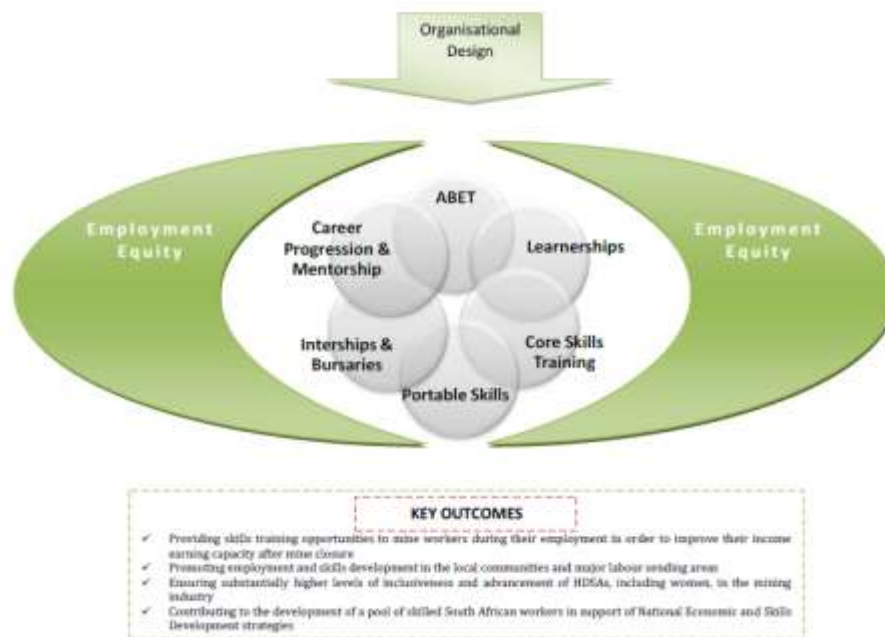 Organisational
Design
Employment
Equity
Employment
Equity
ABET
Career
Progression &
Mentorship
Learnerships
Interships &
Bursaries
Core Skills
Training
Portable Skills
KEY OUTCOMES
✓ Providing skills training opportunities to mine workers during their employment in order to improve their income
earning capacity after mine closure
✓ Promoting employment and skills development in the local communities and major labour sending areas
✓ Ensuring substantially higher levels of inclusiveness and advancement of HDSAs, including women, in the mining
industry
✓ Contributing to the development of a pool of skilled South African workers in support of National Economic and Skills
Development strategies